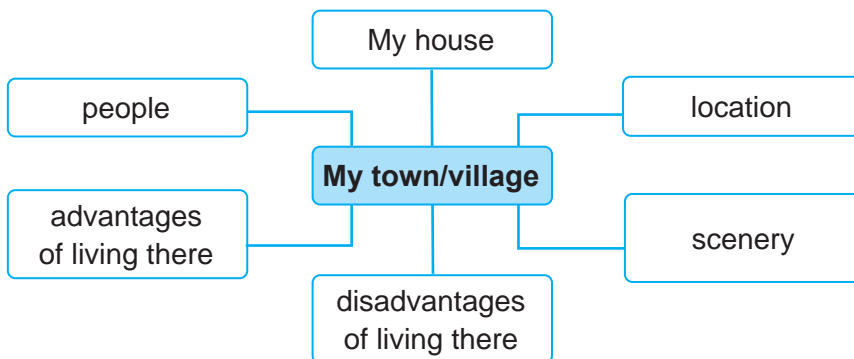 My house
people
location
My town/village
advantages
of living there
scenery
disadvantages
of living there